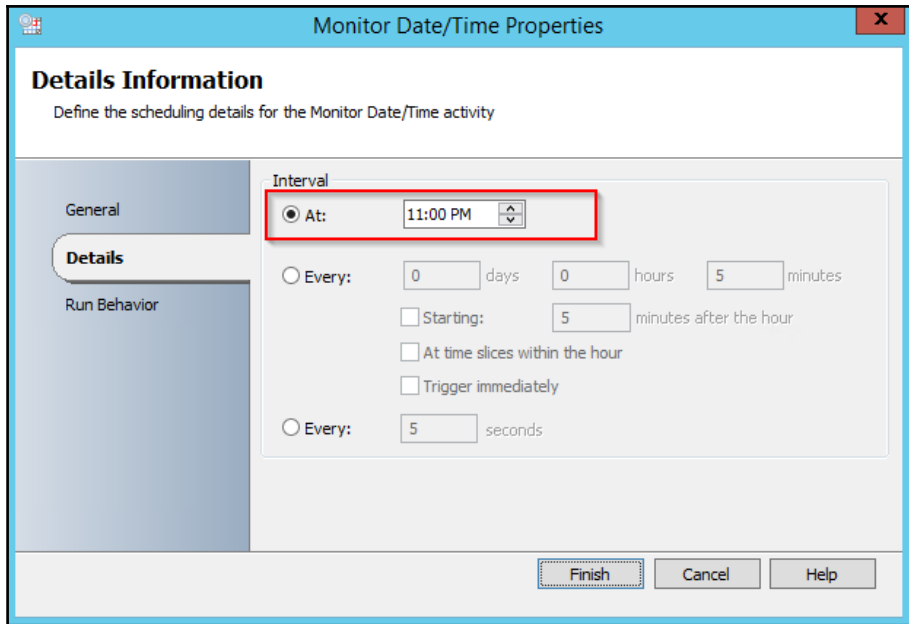 Monitor Date/Time Properties
X
Details Information
Define the scheduling details for the Monitor Date/Time activity
General
Details
Run Behavior
Interval
At: 11:00 PM
Every: 0 days 0 hours 5 minutes
Starting: 5 minutes after the hour
At time slices within the hour
Trigger immediately
Every: 5 seconds
Finish Cancel Help